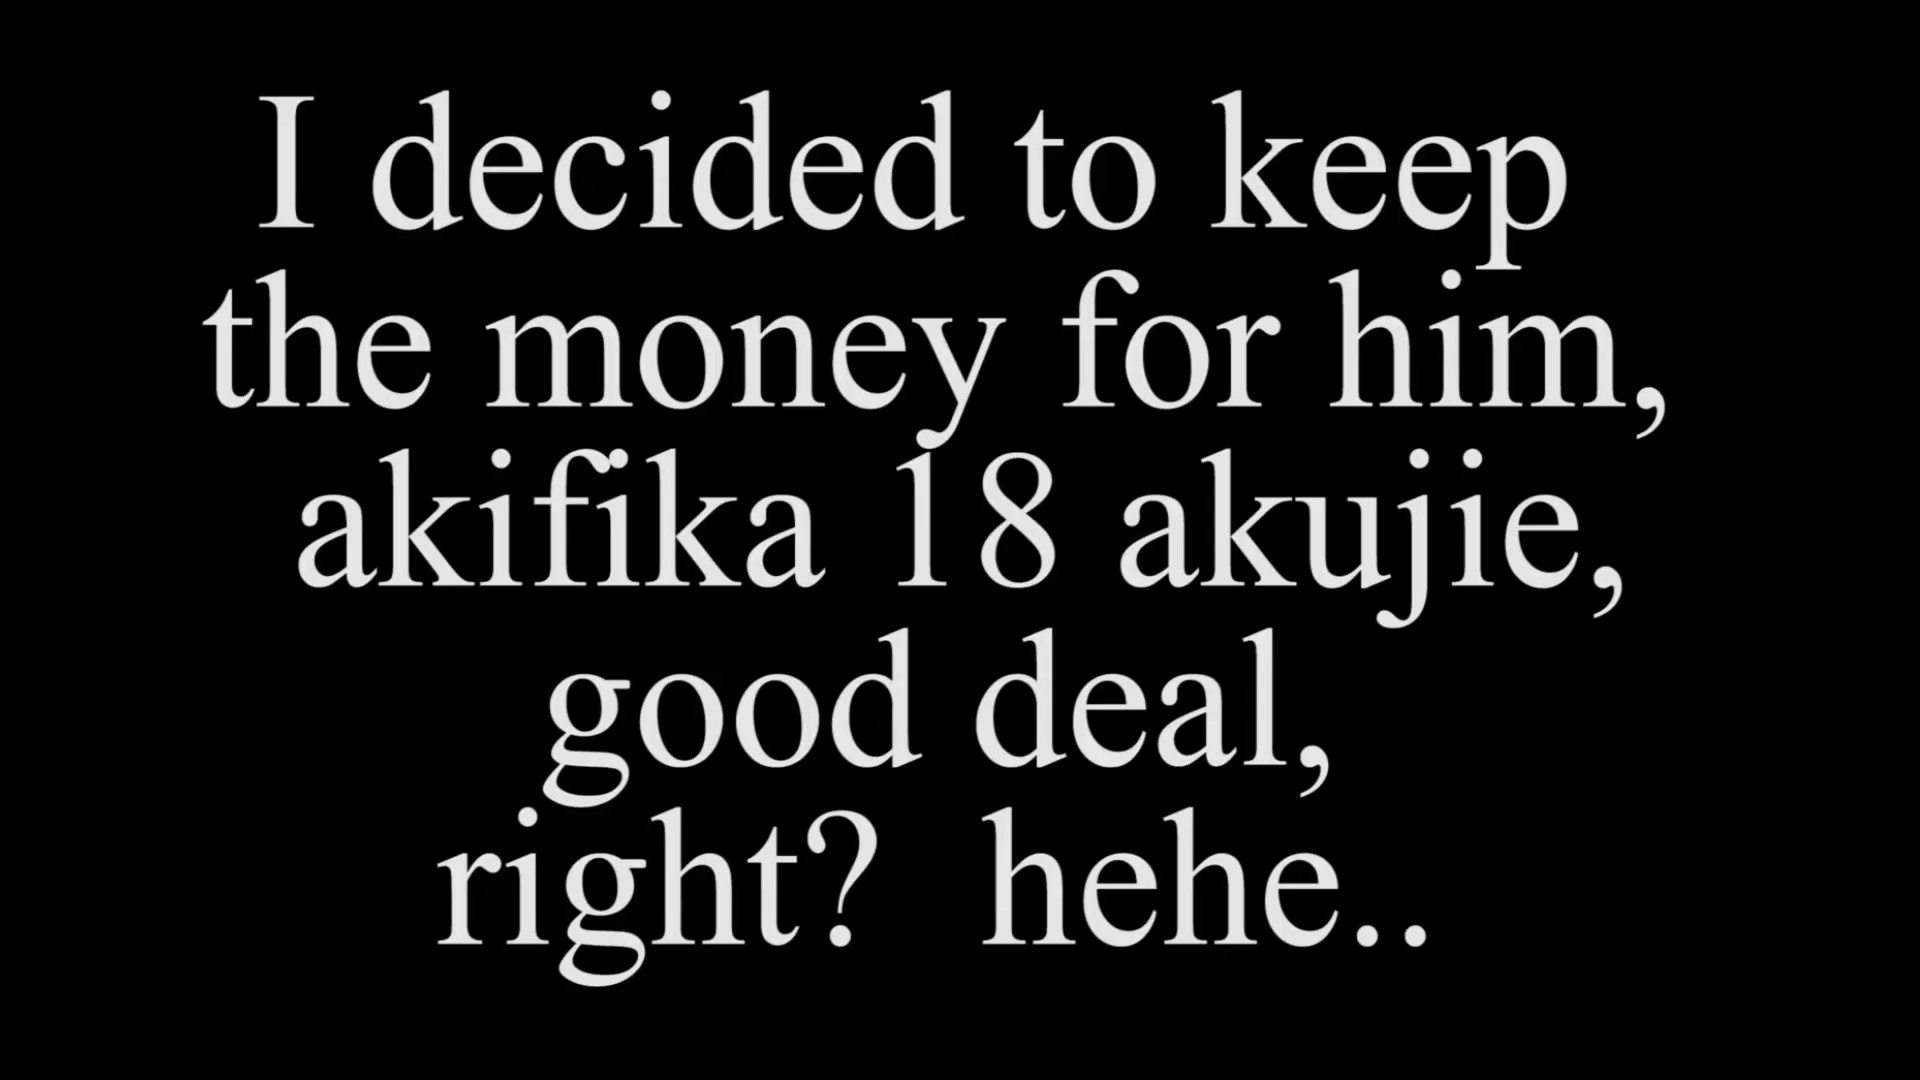 I decided to keep
the money for him,
akifika 18 akujie,
good deal,
right?  hehe..